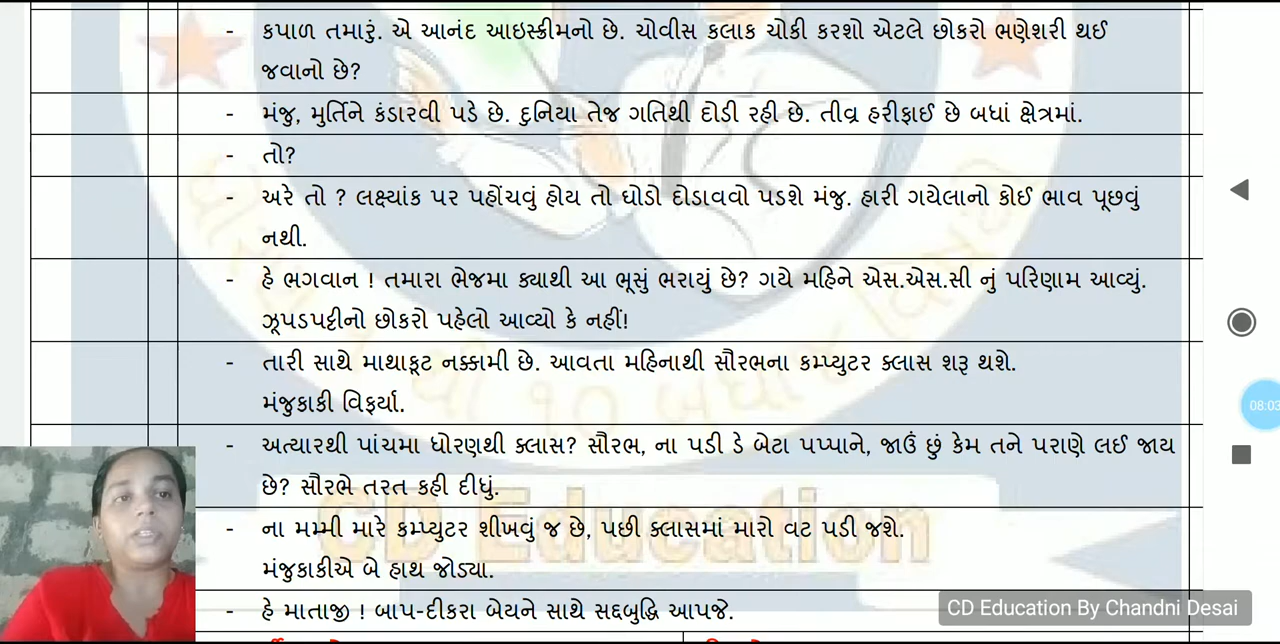 - કપાળ તમારું. એ આનંદ આઇસ્ક્રીમનો છે. ચોવીસ કલાક ચોકી કરશો એટલે છોકરો ભણેશરી થઈ
જવાનો છે?
- મંજુ, મુર્તિને કંડારવી પડે છે. દુનિયા તેજ ગતિથી દોડી રહી છે. તીવ્ર હરીફાઈ છે બધાં ક્ષેત્રમાં.
- તો?
- અરે તો ? લક્ષ્યાંક પર પહોંચવું હોય તો ઘોડો દોડાવવો પડશે મંજુ. હારી ગયેલાનો કોઈ ભાવ પૂછવું
નથી.
- હે ભગવાન ! તમારા ભેજમા ક્યાથી આ ભૂસું ભરાયું છે? ગયે મહિને એસ.એસ.સી નું પરિણામ આવ્યું.
ઝૂપડપટ્ટીનો છોકરો પહેલો આવ્યો કે નહીં!
- તારી સાથે માથાકૂટ નક્કામી છે. આવતા મહિનાથી સૌરભના કમ્પ્યુટર ક્લાસ શરૂ થશે.
મંજુકાકી વિફર્યા.
- અત્યારથી પાંચમા ધોરણથી ક્લાસ? સૌરભ, ના પડી ડે બેટા પપ્પાને, જાઉં છું કેમ તને પરાણે લઈ જાય
છે? સૌરભે તરત કહી દીધું.
- ના મમ્મી મારે કમ્પ્યુટર શીખવું જ છે, પછી ક્લાસમાં મારો વટ પડી જશે.
મંજુકાકીએ બે હાથ જોડ્યા.
- હે માતાજી ! બાપ-દીકરા બેયને સાથે સદ્દબુદ્ધિ આપજે.
CD Education
CD Education By Chandni Desai
08:03